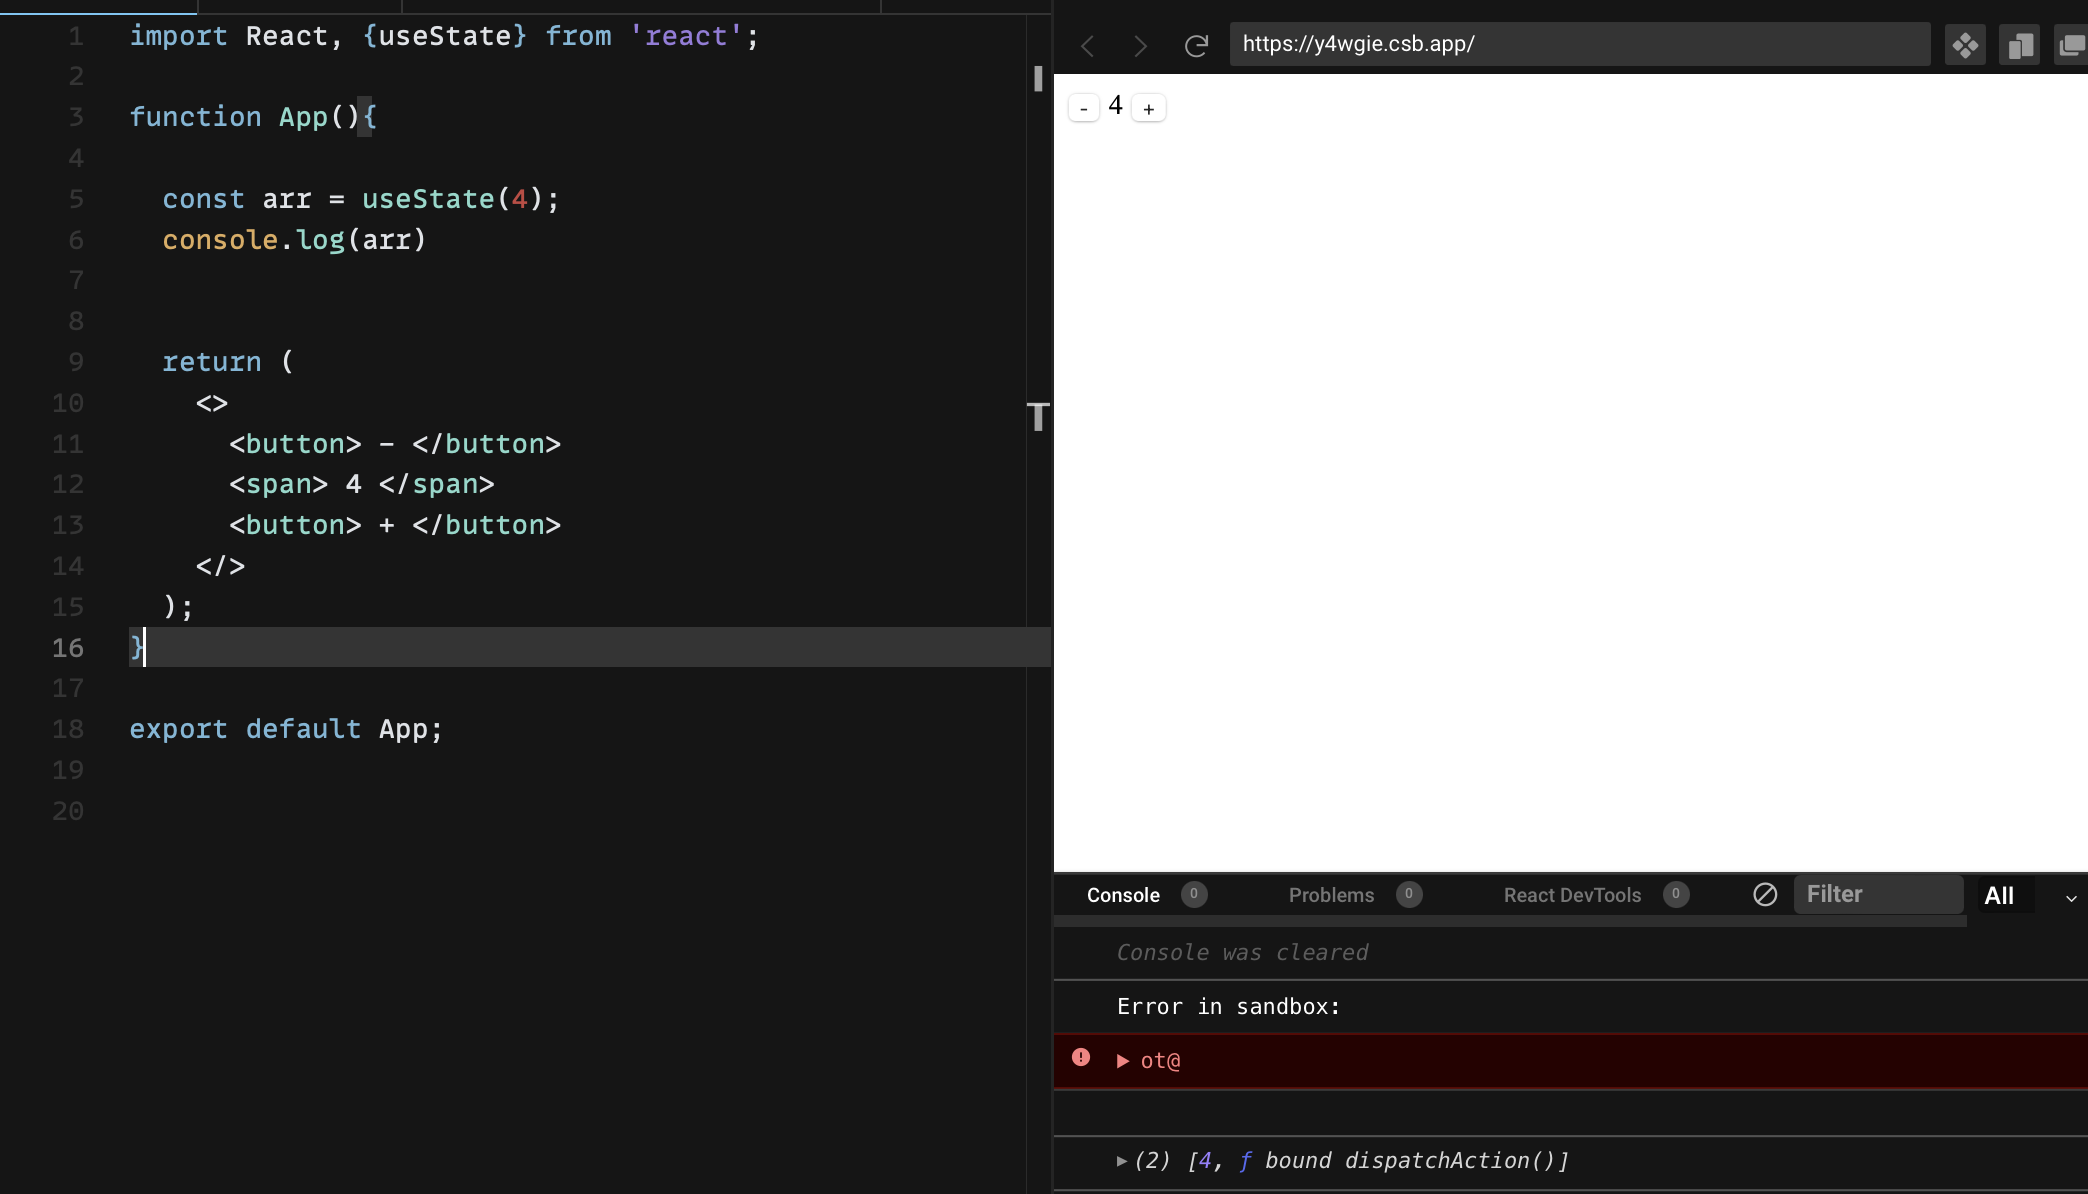 1 import React, {useState} from 'react';
2
3 function App(){
4
5 const arr = useState(4);
6 console.log(arr)
7
8
9 return (
10 <>
11 <button> - </button>
12 <span> 4 </span>
13 <button> + </button>
14 </>
15 );
16 }
17
18 export default App;
19
20
https://y4wgie.csb.app/
- 4 +
Console 0 Problems 0 React DevTools 0 Filter All
Console was cleared
Error in sandbox:
ot@
(2) [4, ƒ bound dispatchAction()]